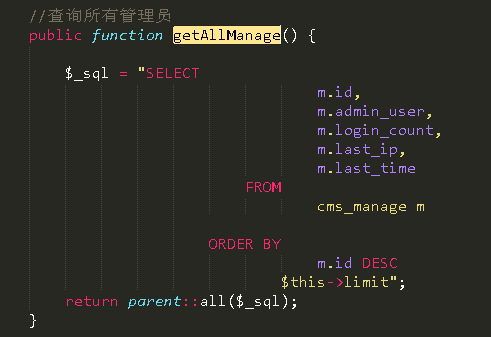 //查询所有管理员
public function getAllManage() {
$_sql = "SELECT
m.id,
m.admin_user,
m.login_count,
m.last_ip,
m.last_time
FROM
cms_manage m
ORDER BY
m.id DESC
$this->limit";
return parent::all($_sql);
}